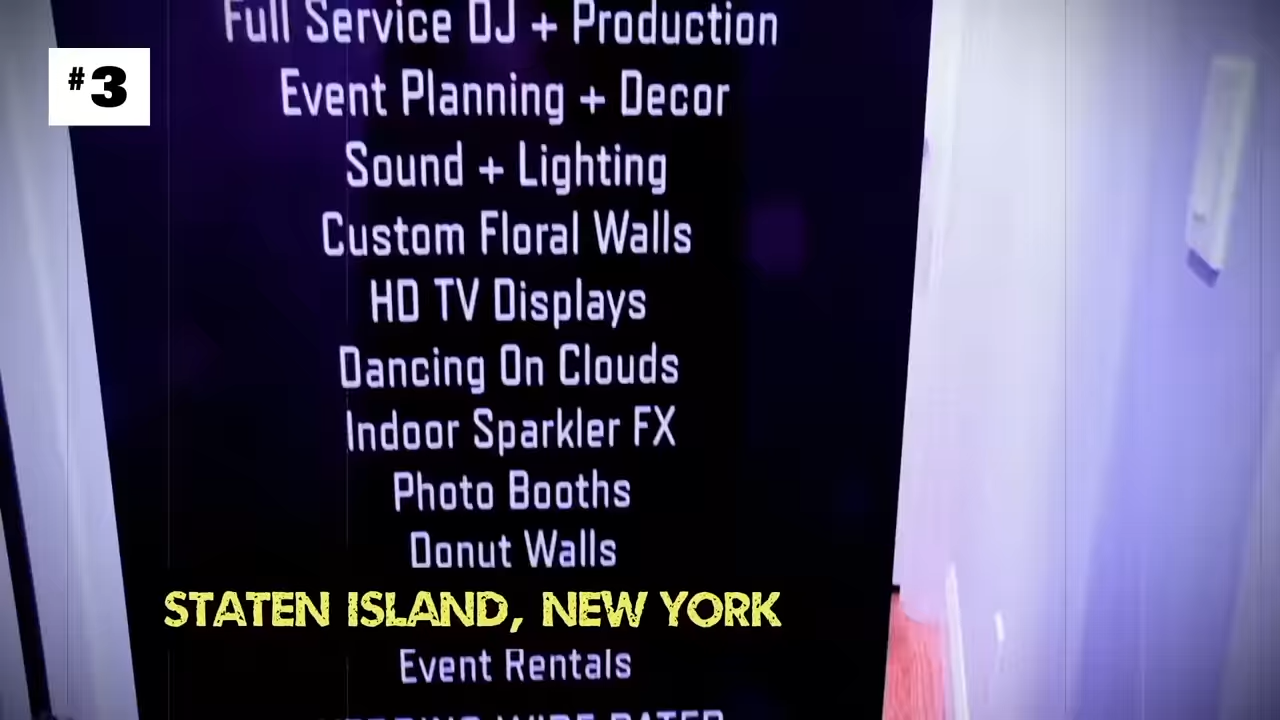 Full Service DJ + Production
#3
Event Planning + Decor
Sound + Lighting
Custom Floral Walls
HD TV Displays
Dancing On Clouds
Indoor Sparkler FX
Photo Booths
Donut Walls
STATEN ISLAND, NEW YORK
Event Rentals